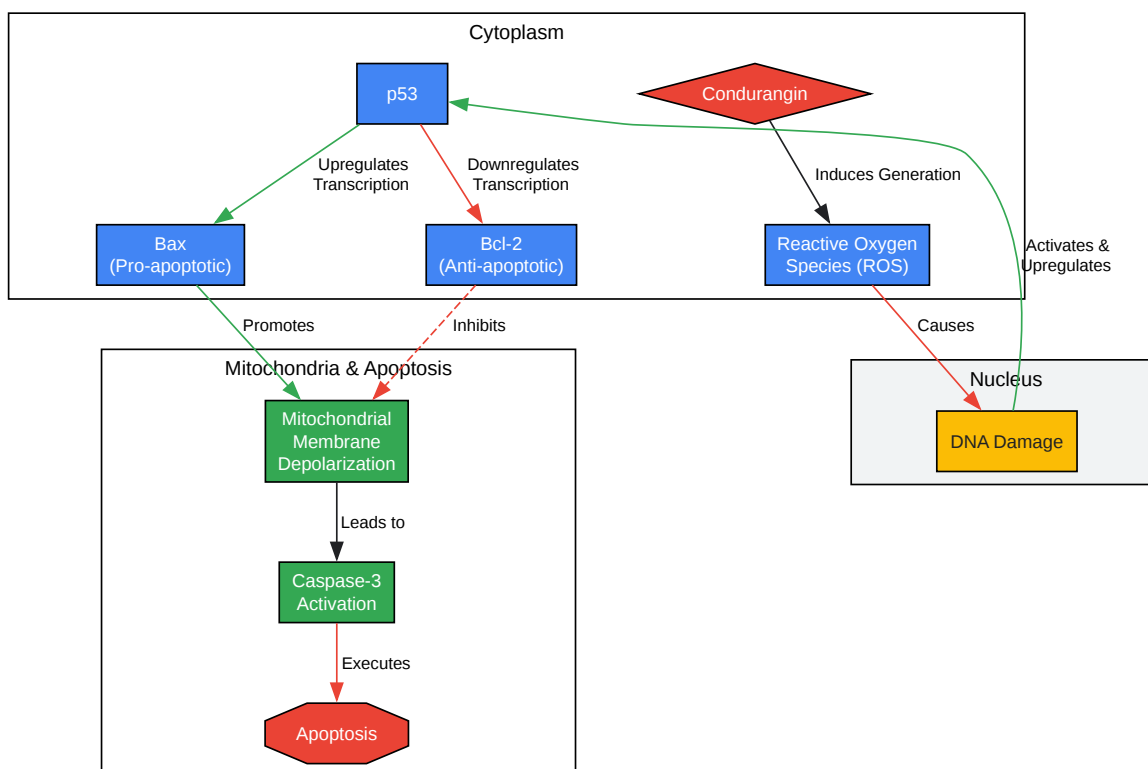 Cytoplasm
p53
Condurangin
Upregulates
Transcription
Downregulates
Transcription
Induces Generation
Bax
(Pro-apoptotic)
Bcl-2
(Anti-apoptotic)
Reactive Oxygen
Species (ROS)
Activates &
Upregulates
Promotes
Inhibits
Causes
Mitochondria & Apoptosis
Nucleus
Mitochondrial
Membrane
Depolarization
DNA Damage
Leads to
Caspase-3
Activation
Executes
Apoptosis